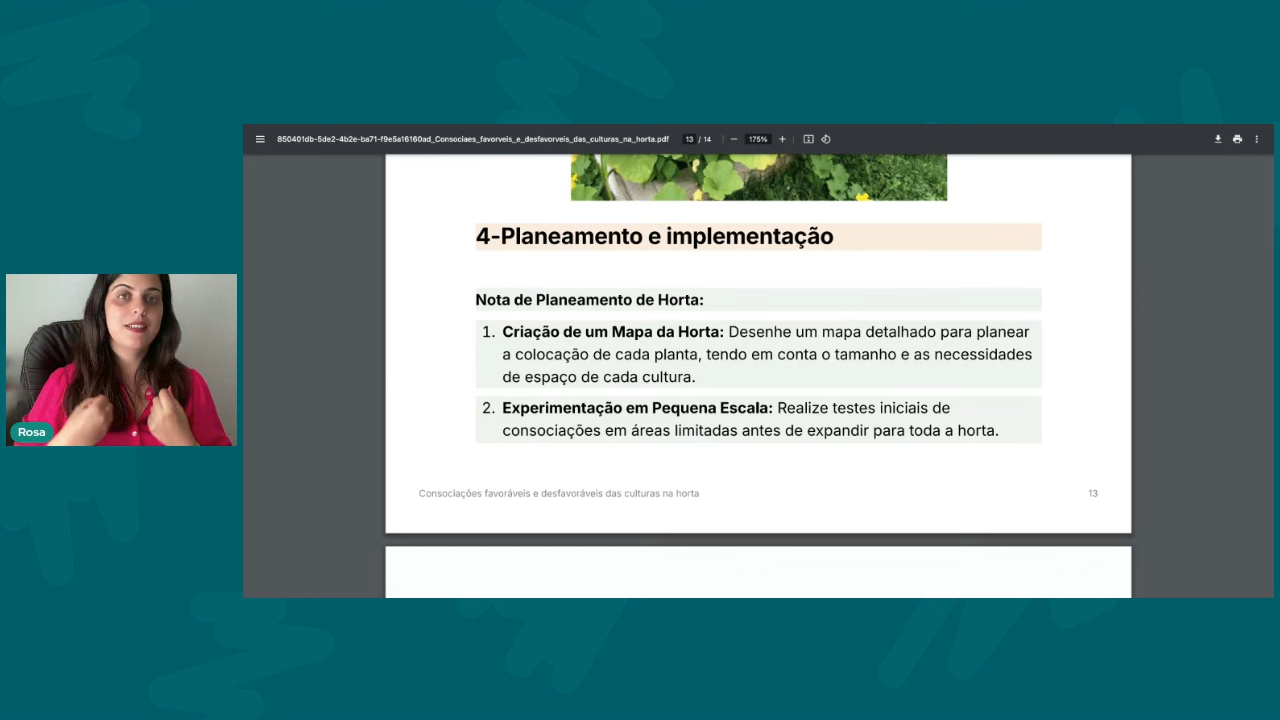 850401db-5de2-4b2e-ba71-f9e5a16160ad_Consociaes_favorveis_e_desfavorveis_das_culturas_na_horta.pdf
13 / 14
175%
4-Planeamento e implementação
Nota de Planeamento de Horta:
1. Criação de um Mapa da Horta: Desenhe um mapa detalhado para planear
a colocação de cada planta, tendo em conta o tamanho e as necessidades
de espaço de cada cultura.
2. Experimentação em Pequena Escala: Realize testes iniciais de
consociações em áreas limitadas antes de expandir para toda a horta.
Consociações favoráveis e desfavoráveis das culturas na horta
13
Rosa